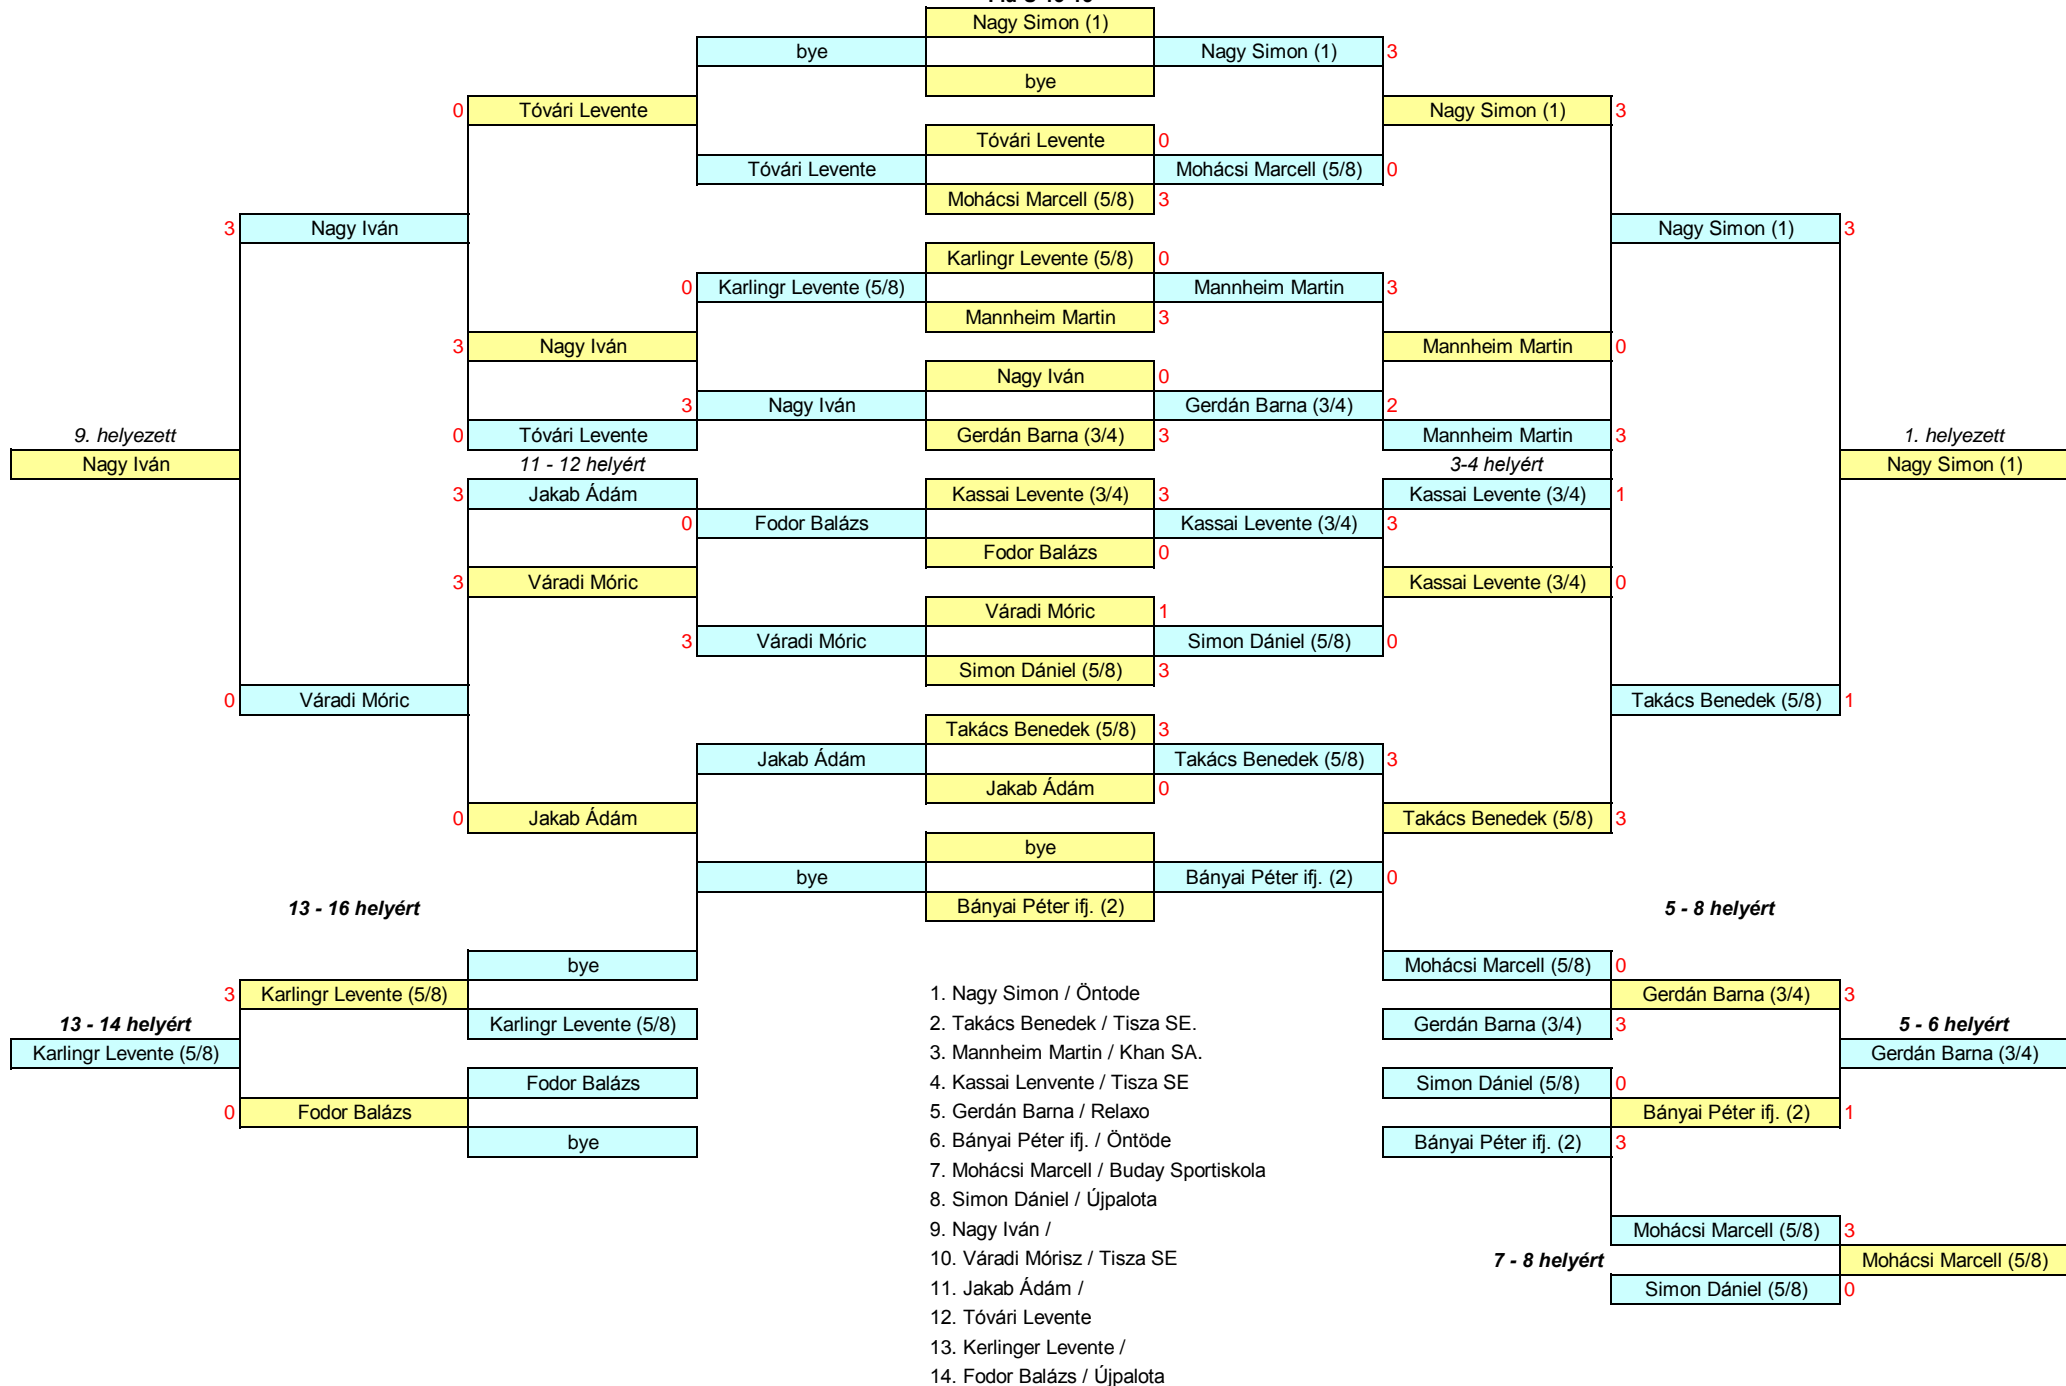 Nagy Simon (1)
bye Nagy Simon (1) 3
bye
0 Tóvári Levente Nagy Simon (1) 3
Tóvári Levente 0
Tóvári Levente Mohácsi Marcell (5/8) 0
Mohácsi Marcell (5/8) 3
3 Nagy Iván Nagy Simon (1) 3
Karlingr Levente (5/8) 0
0 Karlingr Levente (5/8) Mannheim Martin 3
Mannheim Martin 3
3 Nagy Iván Mannheim Martin 0
Nagy Iván 0
3 Nagy Iván Gerdán Barna (3/4) 2
9. helyezett 0 Tóvári Levente Gerdán Barna (3/4) 3 Mannheim Martin 3 1. helyezett
Nagy Iván 11 - 12 helyért 3-4 helyért Nagy Simon (1)
3 Jakab Ádám Kassai Levente (3/4) 3 Kassai Levente (3/4) 1
0 Fodor Balázs Kassai Levente (3/4) 3
Fodor Balázs 0
3 Váradi Móric Kassai Levente (3/4) 0
Váradi Móric 1
3 Váradi Móric Simon Dániel (5/8) 0
Simon Dániel (5/8) 3
0 Váradi Móric Takács Benedek (5/8) 1
Takács Benedek (5/8) 3
Jakab Ádám Takács Benedek (5/8) 3
Jakab Ádám 0
0 Jakab Ádám Takács Benedek (5/8) 3
bye
bye Bányai Péter ifj. (2) 0
13 - 16 helyért Bányai Péter ifj. (2) 5 - 8 helyért
bye Mohácsi Marcell (5/8) 0
3 Karlingr Levente (5/8) 1. Nagy Simon / Öntode Gerdán Barna (3/4) 3
13 - 14 helyért Karlingr Levente (5/8) 2. Takács Benedek / Tisza SE. Gerdán Barna (3/4) 3 5 - 6 helyért
Karlingr Levente (5/8) 3. Mannheim Martin / Khan SA. Gerdán Barna (3/4)
Fodor Balázs 4. Kassai Lenvente / Tisza SE Simon Dániel (5/8) 0
0 Fodor Balázs 5. Gerdán Barna / Relaxo Bányai Péter ifj. (2) 1
bye 6. Bányai Péter ifj. / Öntöde Bányai Péter ifj. (2) 3
7. Mohácsi Marcell / Buday Sportiskola
8. Simon Dániel / Újpalota
9. Nagy Iván / Mohácsi Marcell (5/8) 3
10. Váradi Mórisz / Tisza SE 7 - 8 helyért Mohácsi Marcell (5/8)
11. Jakab Ádám / Simon Dániel (5/8) 0
12. Tóvári Levente
13. Kerlinger Levente /
14. Fodor Balázs / Újpalota